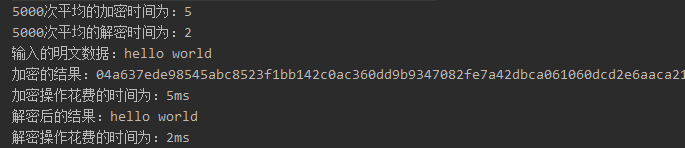 5000次平均的加密时间为：5
5000次平均的解密时间为：2
输入的明文数据：hello world
加密的结果：04a637ede98545abc8523f1bb142c0ac360dd9b9347082fe7a42dbca061060dcd2e6aaca21
加密操作花费的时间为：5ms
解密后的结果：hello world
解密操作花费的时间为：2ms